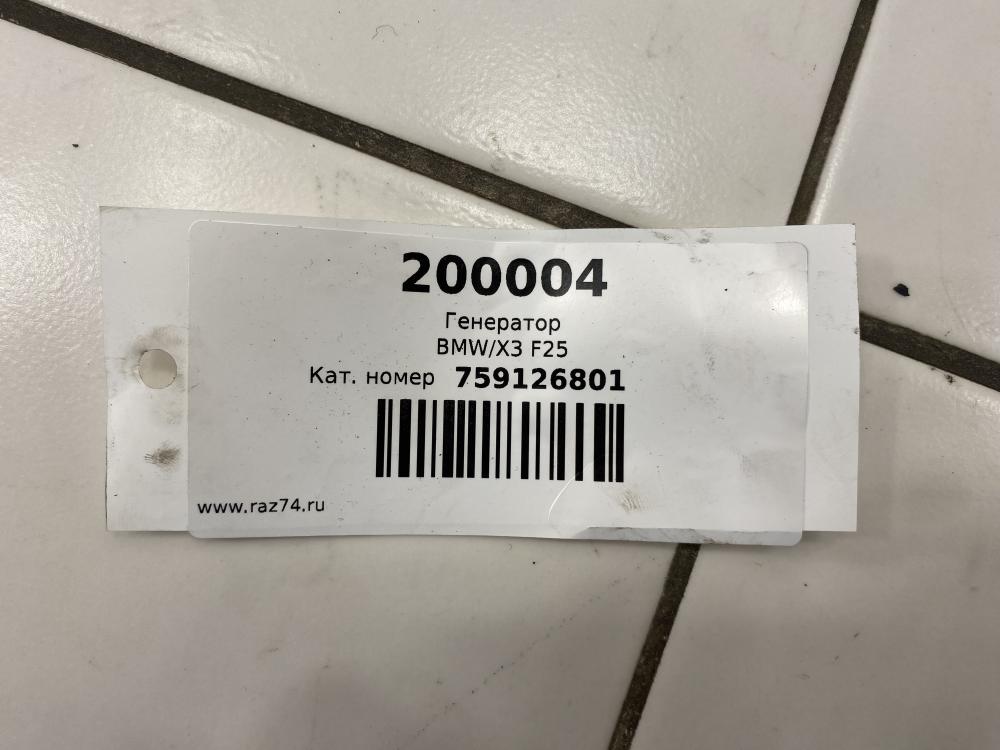 200004
Генератор
BMW/X3 F25
Кат. номер 759126801
www.raz74.ru